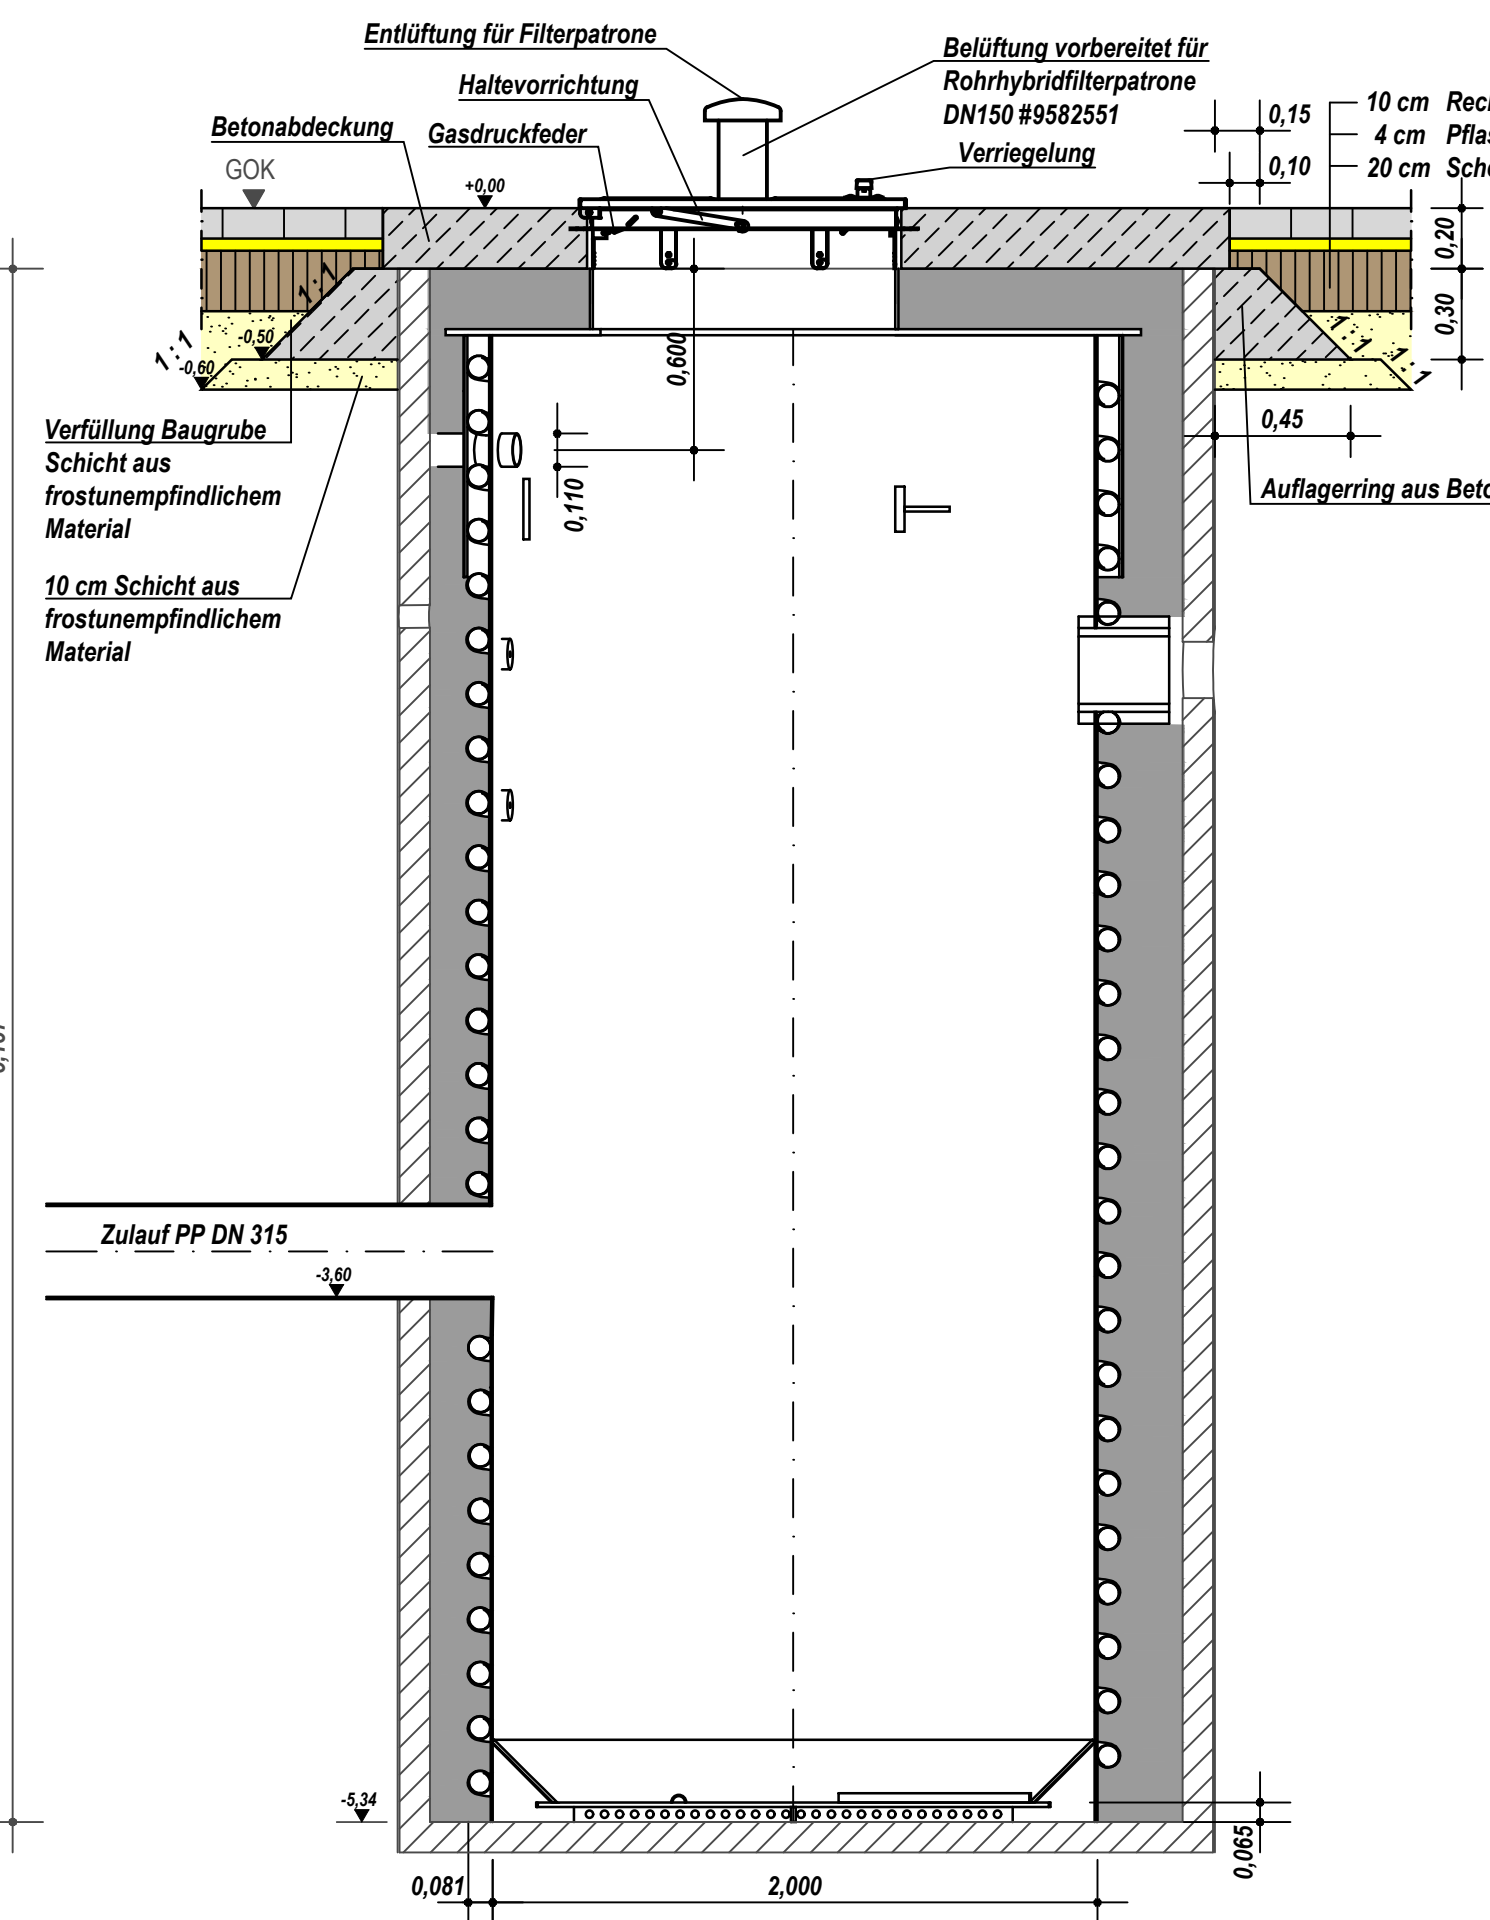 Entlüftung für Filterpatrone
Belüftung vorbereitet für
Rohrhybridfilterpatrone
DN150 #9582551
Haltevorrichtung
Betonabdeckung
Gasdruckfeder
Verriegelung
GOK
+0,00
0,15
0,10
10 cm
4 cm
20 cm
0,20
0,30
1:1
1:1
-0,50
-0,60
1:1
1:1
0,600
0,45
Verfüllung Baugrube
Schicht aus
frostunempfindlichem
Material
0,110
Auflagerring aus
10 cm Schicht aus
frostunempfindlichem
Material
Zulauf PP DN 315
-3,60
-5,34
0,065
0,081
2,000